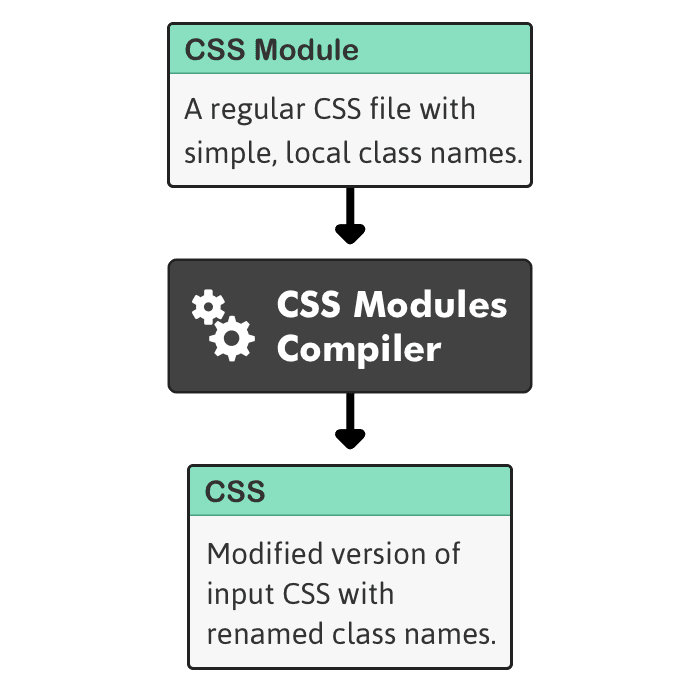 CSS Module
A regular CSS file with
simple, local class names.
CSS Modules
Compiler
CSS
Modified version of
input CSS with
renamed class names.